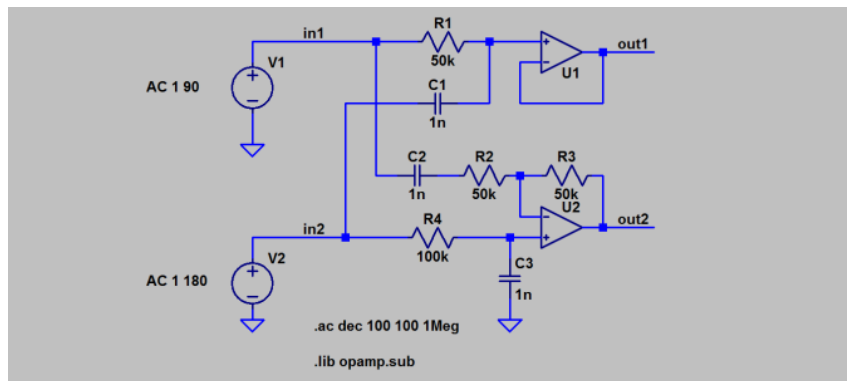 in1
R1
50k
V1
AC 1 90
C1
1n
U1
out1
C2
1n
R2
50k
R3
50k
U2
out2
in2
R4
100k
V2
AC 1 180
C3
1n
.ac dec 100 100 1Meg
.lib opamp.sub